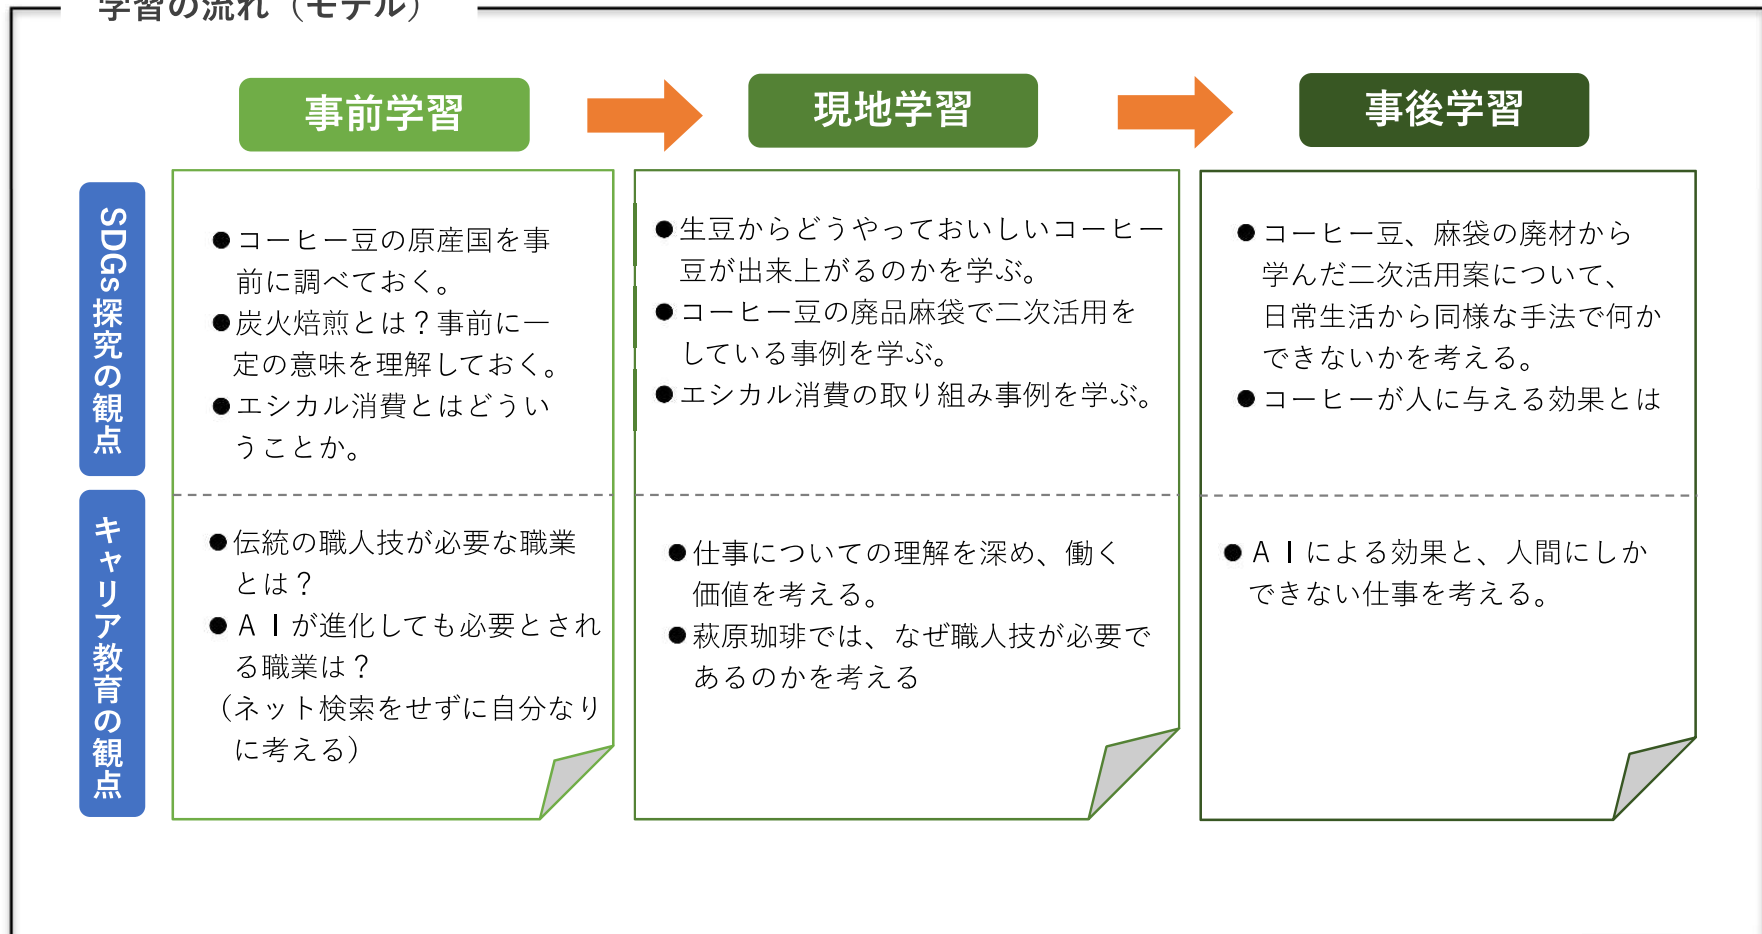 学習の流れ（モデル）
事前学習
現地学習
事後学習
SDGs探究の観点
●コーヒー豆の原産国を事
前に調べておく。
●炭火焙煎とは？事前に一
定の意味を理解しておく。
●エシカル消費とはどうい
うことか。
●生豆からどうやっておいしいコーヒー
豆が出来上がるのかを学ぶ。
●コーヒー豆の廃品麻袋で二次活用を
している事例を学ぶ。
●エシカル消費の取り組み事例を学ぶ。
●コーヒー豆、麻袋の廃材から
学んだ二次活用案について、
日常生活から同様な手法で何か
できないかを考える。
●コーヒーが人に与える効果とは
キャリア教育の観点
●伝統の職人技が必要な職業
とは？
●ＡＩが進化しても必要とされ
る職業は？
（ネット検索をせずに自分なり
に考える）
●仕事についての理解を深め、働く
価値を考える。
●萩原珈琲では、なぜ職人技が必要で
あるのかを考える
●ＡＩによる効果と、人間にしか
できない仕事を考える。